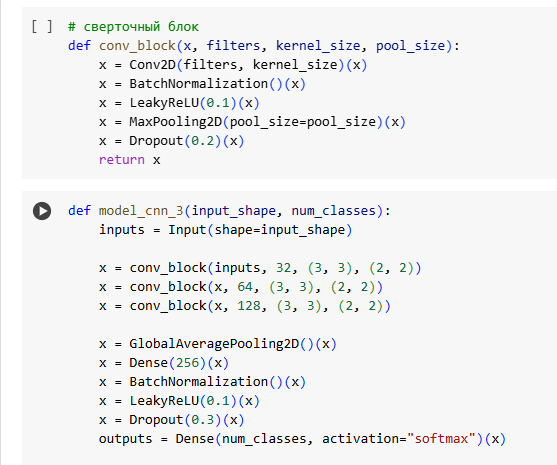 [ ] # сверточный блок
def conv_block(x, filters, kernel_size, pool_size):
    x = Conv2D(filters, kernel_size)(x)
    x = BatchNormalization()(x)
    x = LeakyReLU(0.1)(x)
    x = MaxPooling2D(pool_size=pool_size)(x)
    x = Dropout(0.2)(x)
    return x
def model_cnn_3(input_shape, num_classes):
    inputs = Input(shape=input_shape)
    x = conv_block(inputs, 32, (3, 3), (2, 2))
    x = conv_block(x, 64, (3, 3), (2, 2))
    x = conv_block(x, 128, (3, 3), (2, 2))
    x = GlobalAveragePooling2D()(x)
    x = Dense(256)(x)
    x = BatchNormalization()(x)
    x = LeakyReLU(0.1)(x)
    x = Dropout(0.3)(x)
    outputs = Dense(num_classes, activation="softmax")(x)